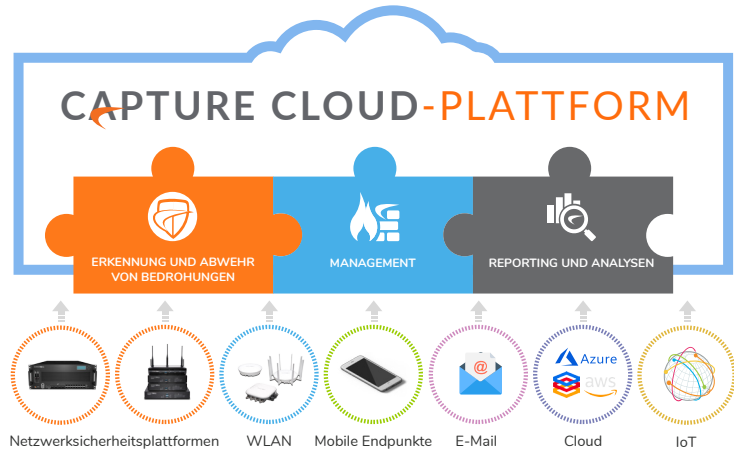 CAPTURE CLOUD-PLATTFORM
ERKENNUNG UND ABWEHR
VON BEDROHUNGEN
MANAGEMENT
REPORTING UND ANALYSEN
@
Azure
aws
Netzwerksicherheitsplattformen
WLAN
Mobile Endpunkte
E-Mail
Cloud
IoT